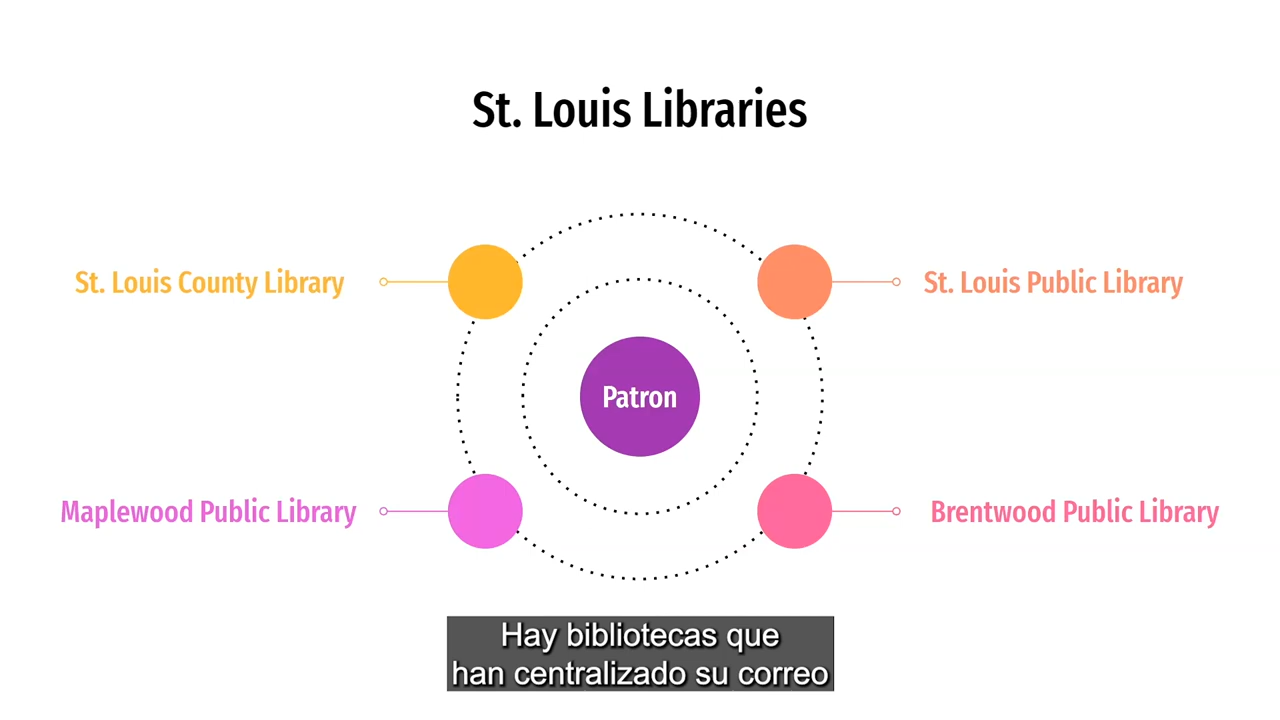 St. Louis Libraries
St. Louis County Library
St. Louis Public Library
Patron
Maplewood Public Library
Brentwood Public Library
Hay bibliotecas que
han centralizado su correo